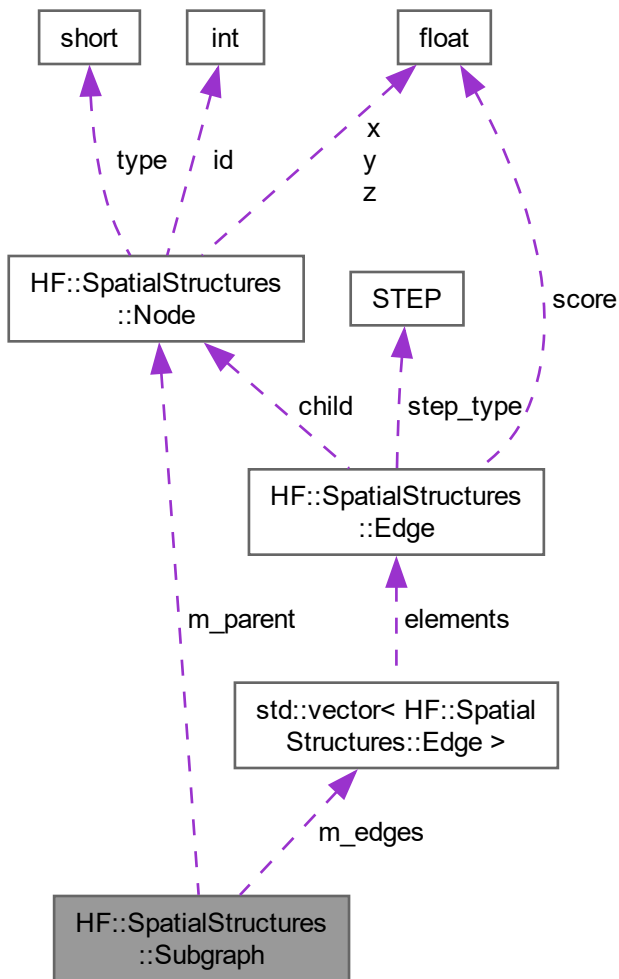 short
int
float
x
y
z
type
id
HF::SpatialStructures
::Node
STEP
score
child
step_type
HF::SpatialStructures
::Edge
m_parent
elements
std::vector< HF::Spatial
Structures::Edge >
m_edges
HF::SpatialStructures
::Subgraph